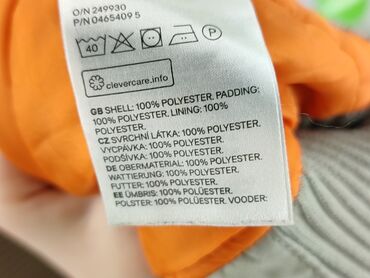 O/N 249930
P/N 0465409 5
40
P
clevercare.info
GB SHELL: 100% POLYESTER. PADDING:
100% POLYESTER. LINING: 100%
POLYESTER.
CZ SVRCHNÍ LÁTKA: 100% POLYESTER.
VÝCPAVKA: 100% POLYESTER.
PODŠÍVKA: 100% POLYESTER.
DE OBERMATERIAL: 100% POLYESTER.
WATTIERUNG: 100% POLYESTER.
FUTTER: 100% POLYESTER.
EE ÜMBRIS: 100% POLÜESTER.
POLSTER: 100% POLÜESTER. VOODER: